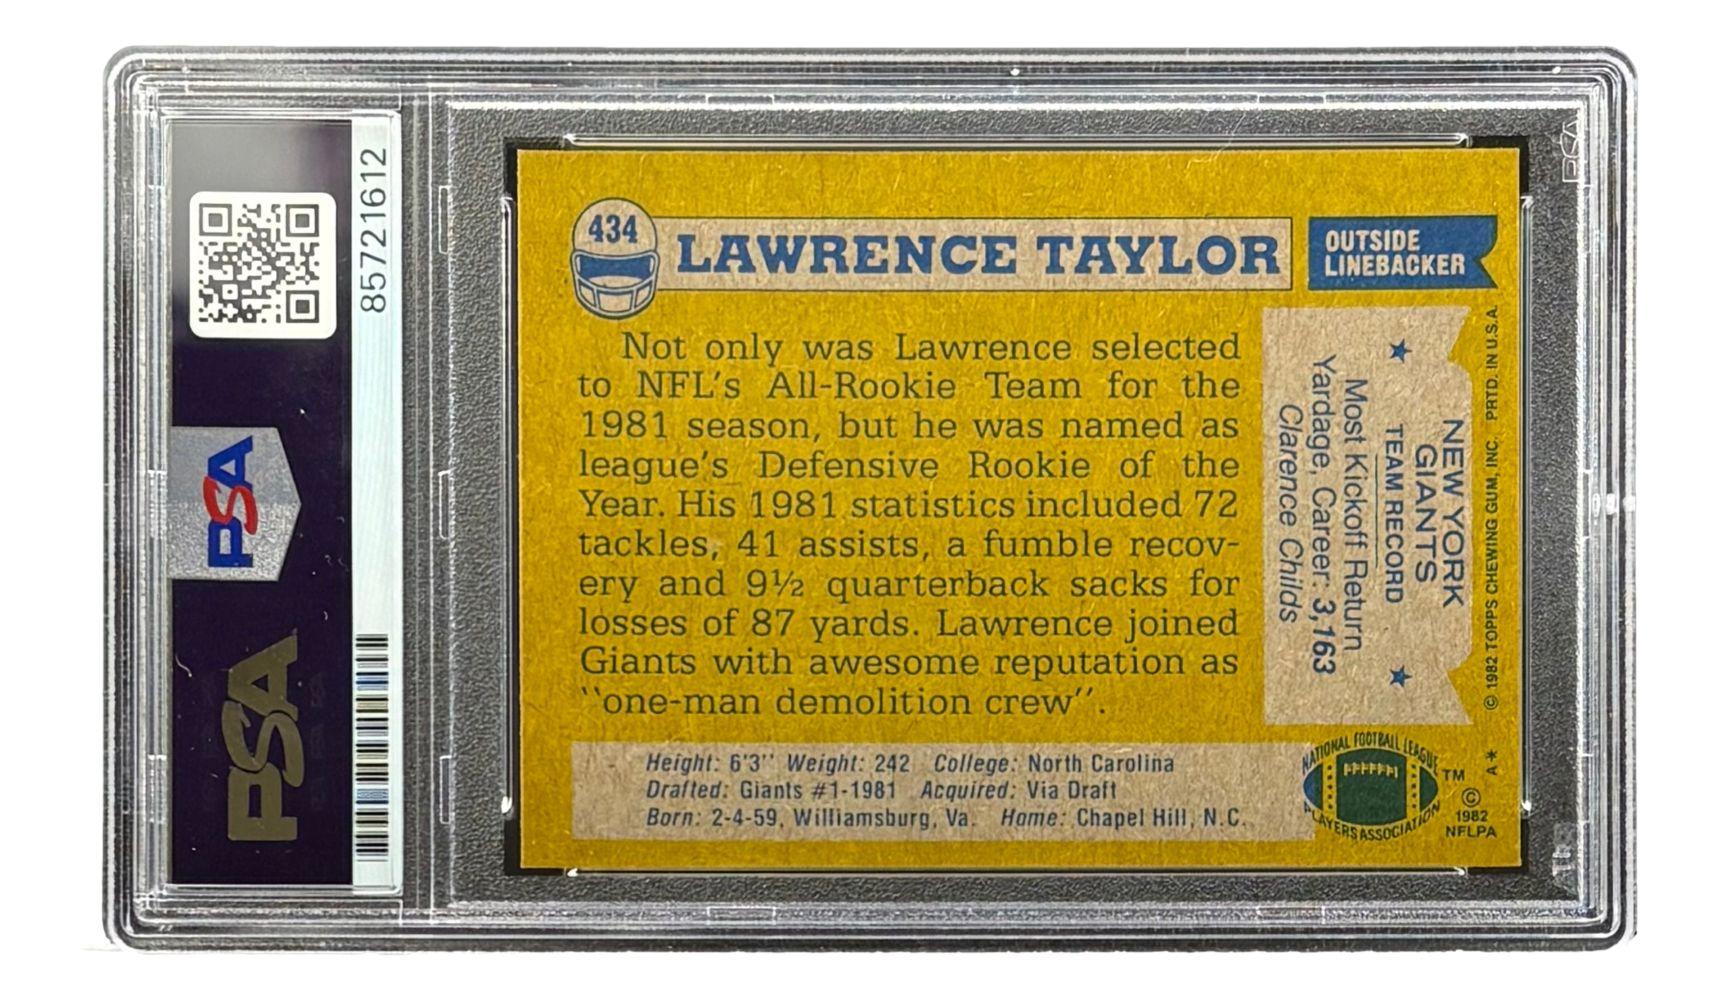 85721612
PSA
PSA
434
LAWRENCE TAYLOR
OUTSIDE
LINEBACKER
Not only was Lawrence selected
to NFL's All-Rookie Team for the
1981 season, but he was named as
league's Defensive Rookie of the
Year. His 1981 statistics included 72
tackles, 41 assists, a fumble recov-
ery and 9½ quarterback sacks for
losses of 87 yards. Lawrence joined
Giants with awesome reputation as
''one-man demolition crew''.
NEW YORK
GIANTS
TEAM RECORD
Most Kickoff Return
Yardage, Career: 3,163
Clarence Childs
© 1982 TOPPS CHEWING GUM, INC. PRTD. IN U.S.A.
Height: 6'3'' Weight: 242 College: North Carolina
Drafted: Giants #1-1981 Acquired: Via Draft
Born: 2-4-59, Williamsburg, Va. Home: Chapel Hill, N.C.
NATIONAL FOOTBALL LEAGUE
PLAYERS ASSOCIATION
TM
A*
©
1982
NFLPA
PSA